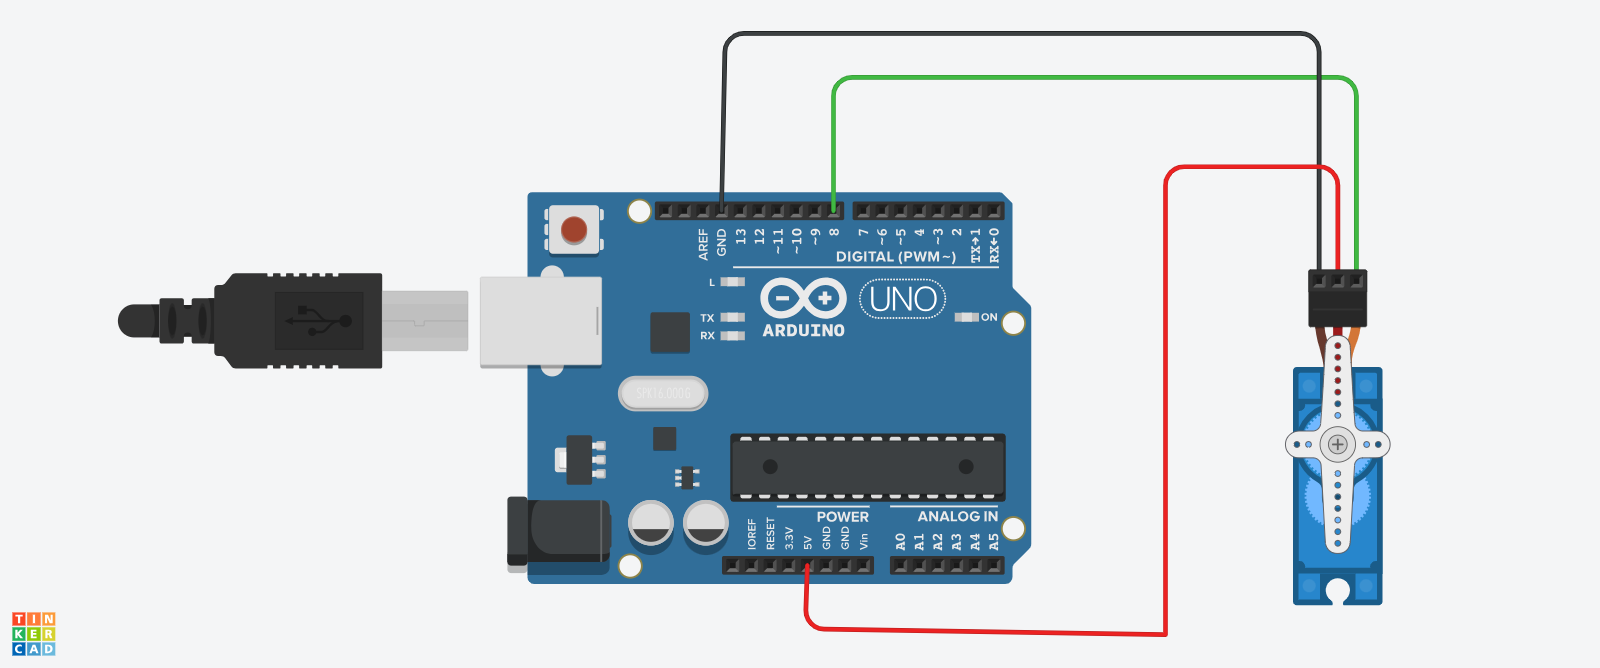 AREF
GND
13
12
~11
~10
~9
8
7
~6
~5
4
~3
2
TX→1
RX←0
DIGITAL (PWM~)
L
TX
RX
ARDUINO
UNO
ON
SPK16.000G
POWER
ANALOG IN
IOREF
RESET
3.3V
5V
GND
GND
Vin
A0
A1
A2
A3
A4
A5
TIN
KER
CAD